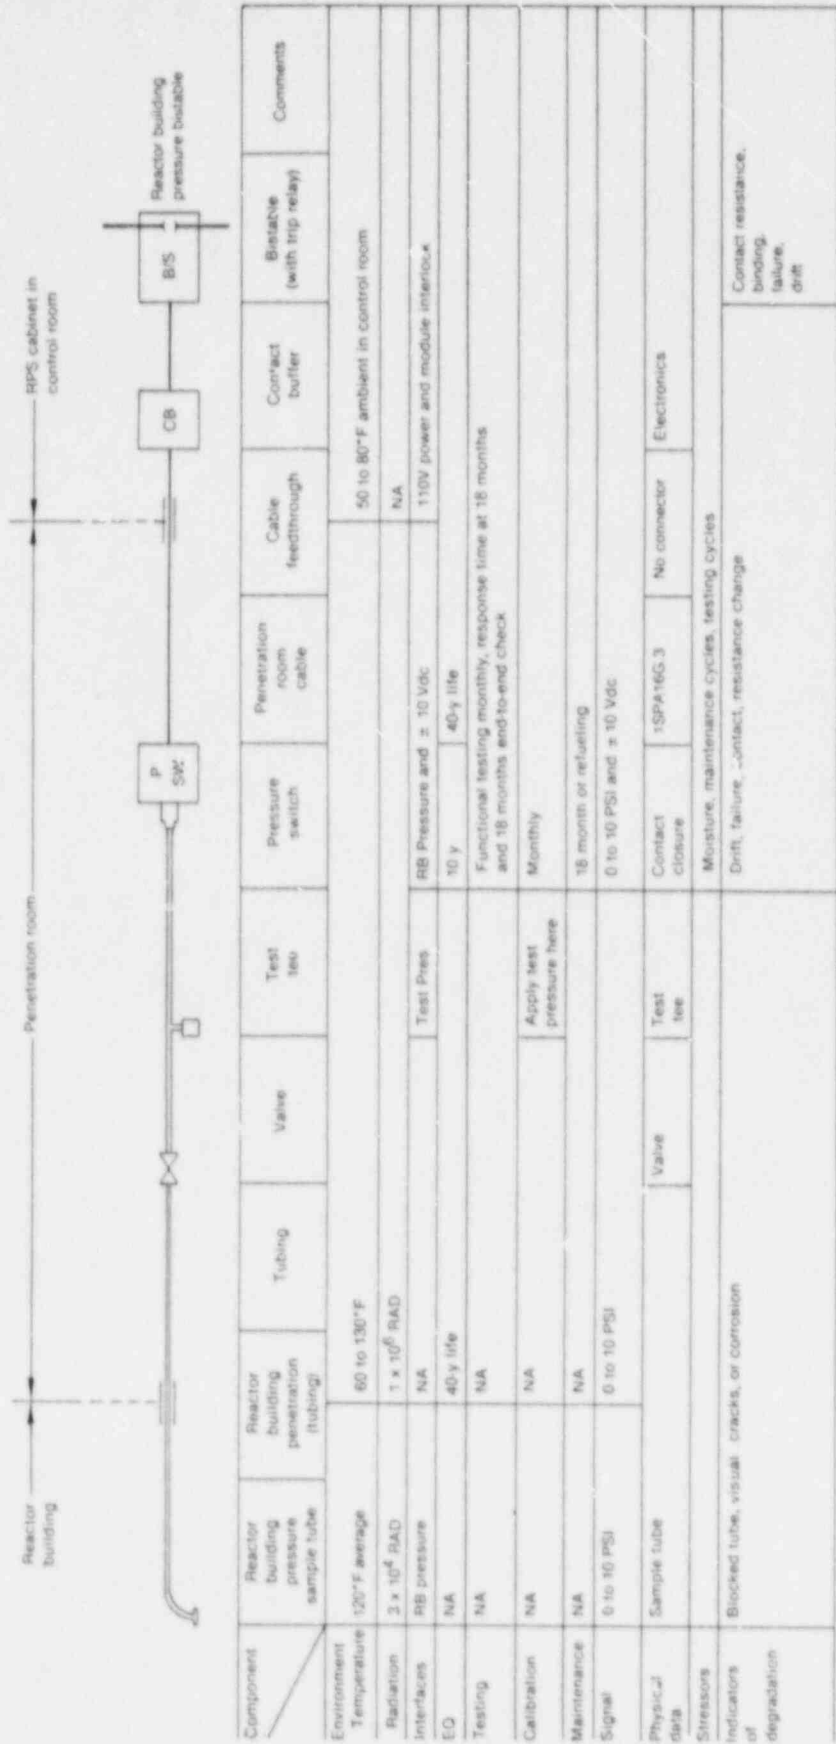 Reactor
building
Penetration room
RPS cabinet in
control room
P
SW
CB
B/S
Reactor building
pressure bistable
Component
Reactor
building
pressure
sample tube
Reactor
building
penetration
(tubing)
Tubing
Valve
Test
tee
Pressure
switch
Penetration
room
cable
Cable
feedthrough
Contact
buffer
Bistable
(with trip relay)
Comments
Environment
Temperature
120°F average
60 to 130°F
50 to 80°F ambient in control room
Radiation
3 x 10⁴ RAD
1 x 10⁶ RAD
NA
Interfaces
RB pressure
NA
Test Pres
RB Pressure and ± 10 Vdc
110V power and module interlock
EQ
NA
40-y life
10 y
40-y life
Testing
NA
NA
Functional testing monthly, response time at 18 months
and 18 months end-to-end check
Calibration
NA
NA
Apply test
pressure here
Monthly
Maintenance
NA
NA
18 month or refueling
Signal
0 to 10 PSI
0 to 10 PSI
0 to 10 PSI and ± 10 Vdc
Physical
data
Sample tube
Valve
Test
tee
Contact
closure
1SPA16G.3
No connector
Electronics
Stressors
Moisture, maintenance cycles, testing cycles
Indicators
of
degradation
Blocked tube, visual cracks, or corrosion
Drift, failure, contact, resistance change
Contact resistance,
binding,
failure,
drift